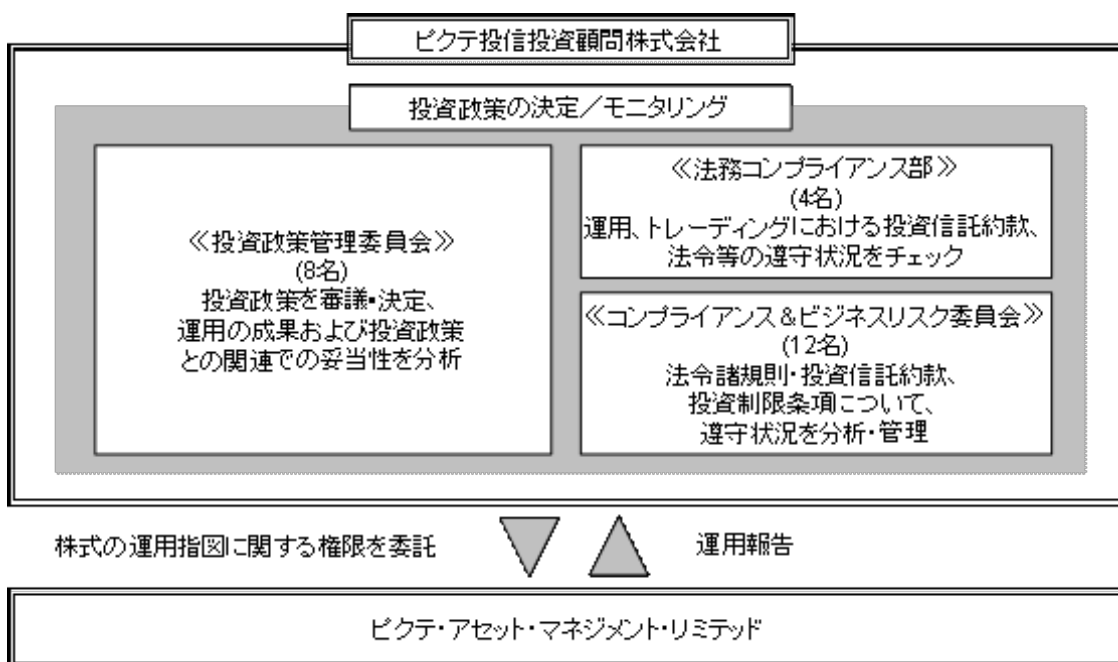 ピクテ投信投資顧問株式会社
投資政策の決定／モニタリング
≪投資政策管理委員会≫
(8名)
投資政策を審議・決定、
運用の成果および投資政策
との関連での妥当性を分析
≪法務コンプライアンス部≫
(4名)
運用、トレーディングにおける投資信託約款、
法令等の遵守状況をチェック
≪コンプライアンス＆ビジネスリスク委員会≫
(12名)
法令諸規則・投資信託約款、
投資制限条項について、
遵守状況を分析・管理
株式の運用指図に関する権限を委託
運用報告
ピクテ・アセット・マネジメント・リミテッド